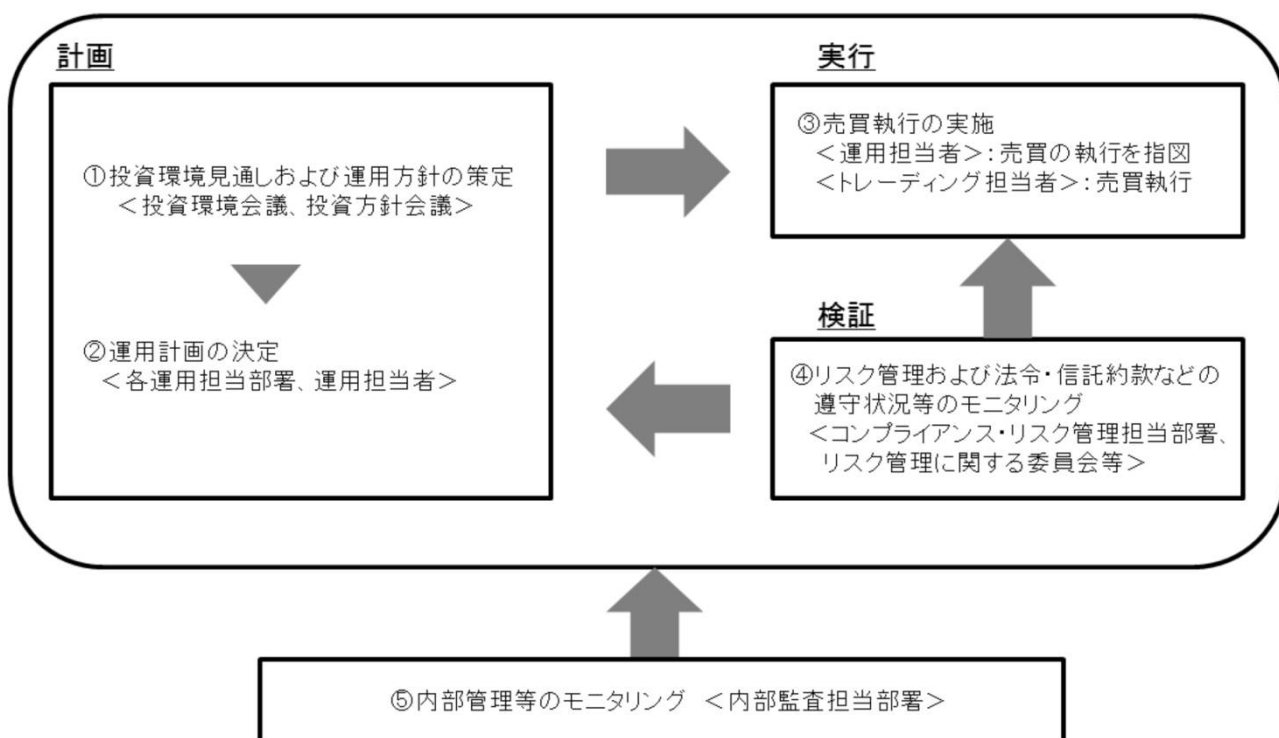 計画
①投資環境見通しおよび運用方針の策定
<投資環境会議、投資方針会議>
②運用計画の決定
<各運用担当部署、運用担当者>
実行
③売買執行の実施
<運用担当者>:売買の執行を指図
<トレーディング担当者>:売買執行
検証
④リスク管理および法令・信託約款などの
遵守状況等のモニタリング
<コンプライアンス・リスク管理担当部署、
リスク管理に関する委員会等>
⑤内部管理等のモニタリング <内部監査担当部署>